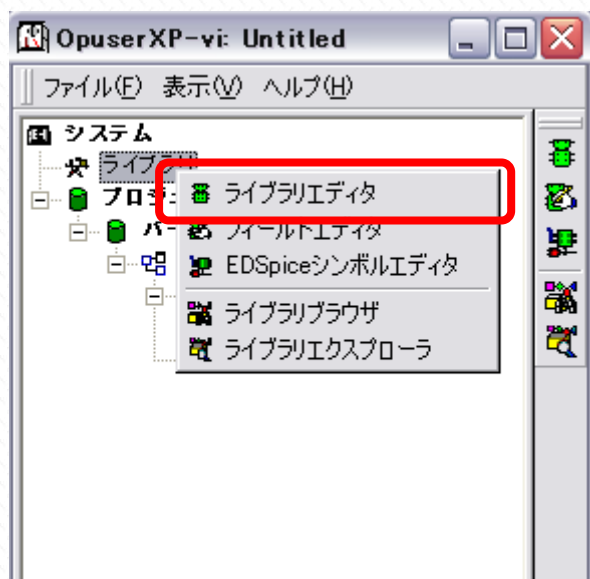 OpuserXP-vi: Untitled
ファイル(F) 表示(V) ヘルプ(H)
システム
ライブラリ
ライブラリエディタ
フィールドエディタ
EDSpiceシンボルエディタ
ライブラリブラウザ
ライブラリエクスプローラ